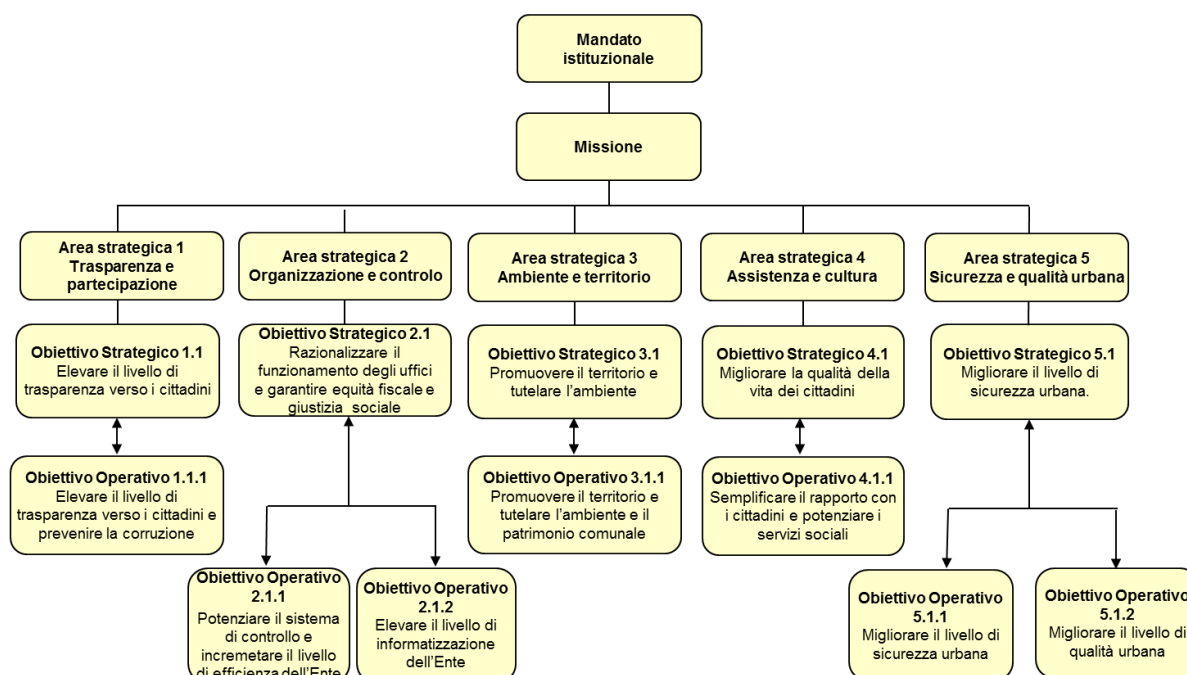 Mandato
istituzionale
Missione
Area strategica 1
Trasparenza e
partecipazione
Area strategica 2
Organizzazione e controlo
Area strategica 3
Ambiente e territorio
Area strategica 4
Assistenza e cultura
Area strategica 5
Sicurezza e qualità urbana
Obiettivo Strategico 1.1
Elevare il livello di
trasparenza verso i cittadini
Obiettivo Strategico 2.1
Razionalizzare il
funzionamento degli uffici
e garantire equità fiscale e
giustizia sociale
Obiettivo Strategico 3.1
Promuovere il territorio e
tutelare l'ambiente
Obiettivo Strategico 4.1
Migliorare la qualità della
vita dei cittadini
Obiettivo Strategico 5.1
Migliorare il livello di
sicurezza urbana.
Obiettivo Operativo 1.1.1
Elevare il livello di
trasparenza verso i cittadini e
prevenire la corruzione
Obiettivo Operativo 3.1.1
Promuovere il territorio e
tutelare l'ambiente e il
patrimonio comunale
Obiettivo Operativo 4.1.1
Semplificare il rapporto con
i cittadini e potenziare i
servizi sociali
Obiettivo Operativo
2.1.1
Potenziare il sistema
di controllo e
incremetare il livello
di efficienza dell'Ente
Obiettivo Operativo
2.1.2
Elevare il livello di
informatizzazione
dell'Ente
Obiettivo Operativo
5.1.1
Migliorare il livello di
sicurezza urbana
Obiettivo Operativo
5.1.2
Migliorare il livello di
qualità urbana